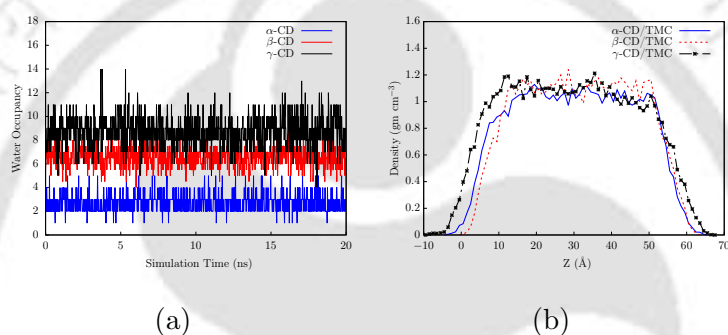 18
16
14
12
10
8
6
4
2
0
Water Occupancy
α-CD
β-CD
γ-CD
0 5 10 15 20
Simulation Time (ns)
(a)
1.6
1.4
1.2
1
0.8
0.6
0.4
0.2
0
Density (gm cm⁻³)
α-CD/TMC
β-CD/TMC
γ-CD/TMC
−10 0 10 20 30 40 50 60 70
Z (Å)
(b)